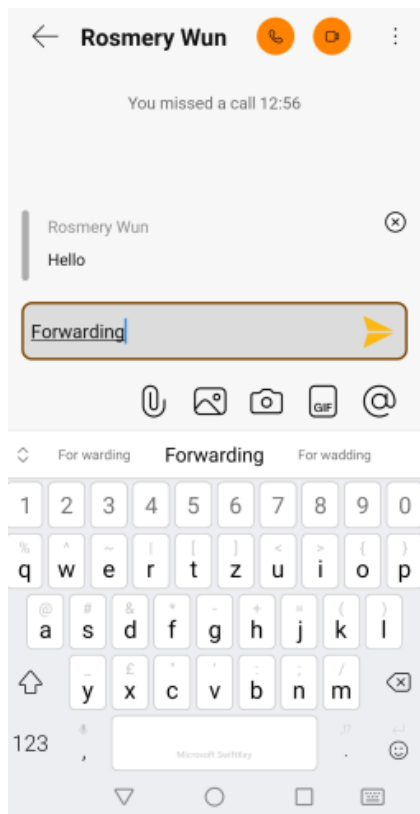 Rosmery Wun
You missed a call 12:56
Rosmery Wun
Hello
Forwarding
GIF @
For warding Forwarding For wadding
1 2 3 4 5 6 7 8 9 0
% ^ ~ | [ ] < > { }
q w e r t z u i o p
@ # & * - + = ( )
a s d f g h j k l
_ £ " ' : ; /
y x c v b n m
123 , Microsoft SwiftKey .